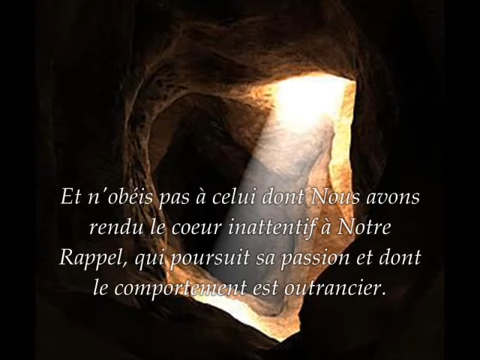 Et n'obéis pas à celui dont Nous avons
rendu le coeur inattentif à Notre
Rappel, qui poursuit sa passion et dont
le comportement est outrancier.